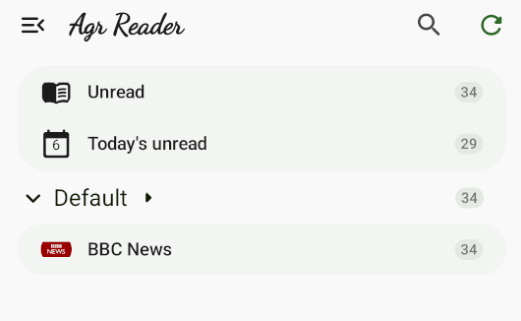 Agr Reader
Unread 34
6 Today's unread 29
Default 34
BBC NEWS BBC News 34